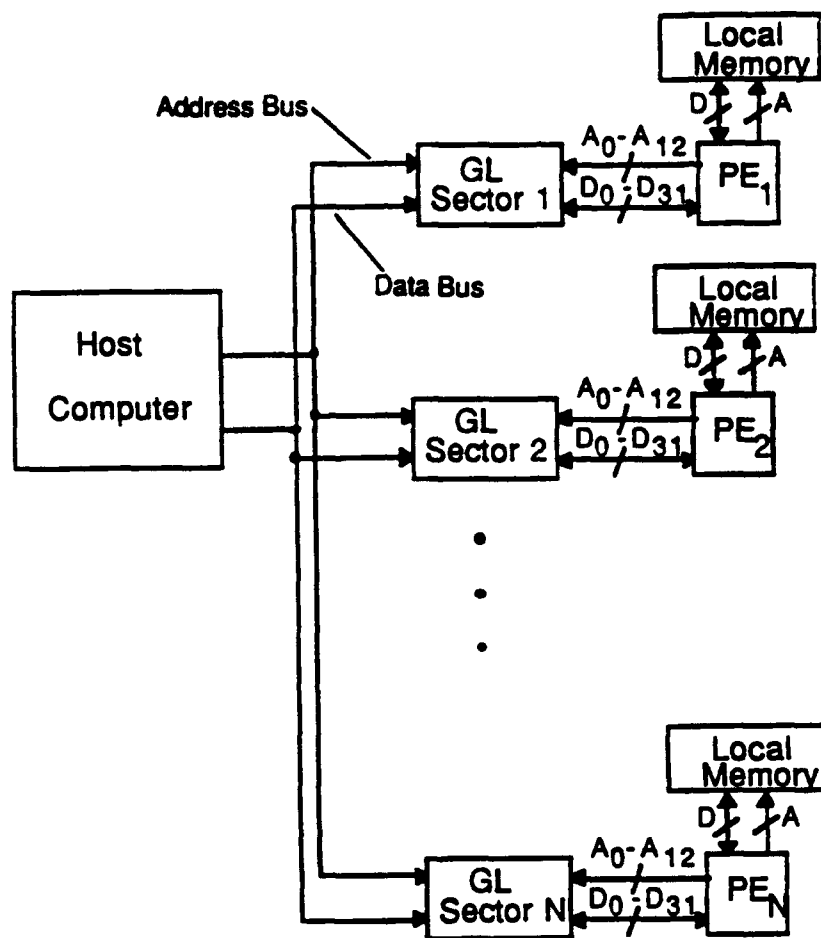 Local
Memory
D A
Address Bus
GL
Sector 1
A0-A12
D0-D31
PE1
Data Bus
Local
Memory
D A
Host
Computer
GL
Sector 2
A0-A12
D0-D31
PE2
Local
Memory
D A
GL
Sector N
A0-A12
D0-D31
PEN